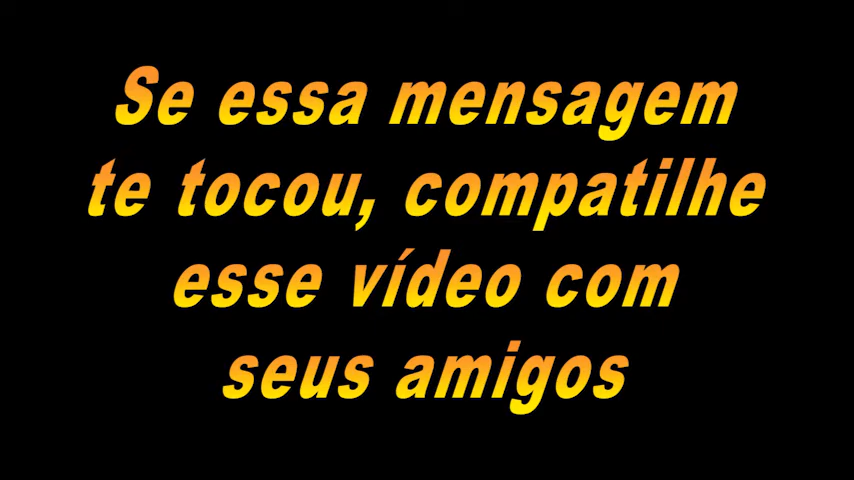 Se essa mensagem
te tocou, compatilhe
esse vídeo com
seus amigos